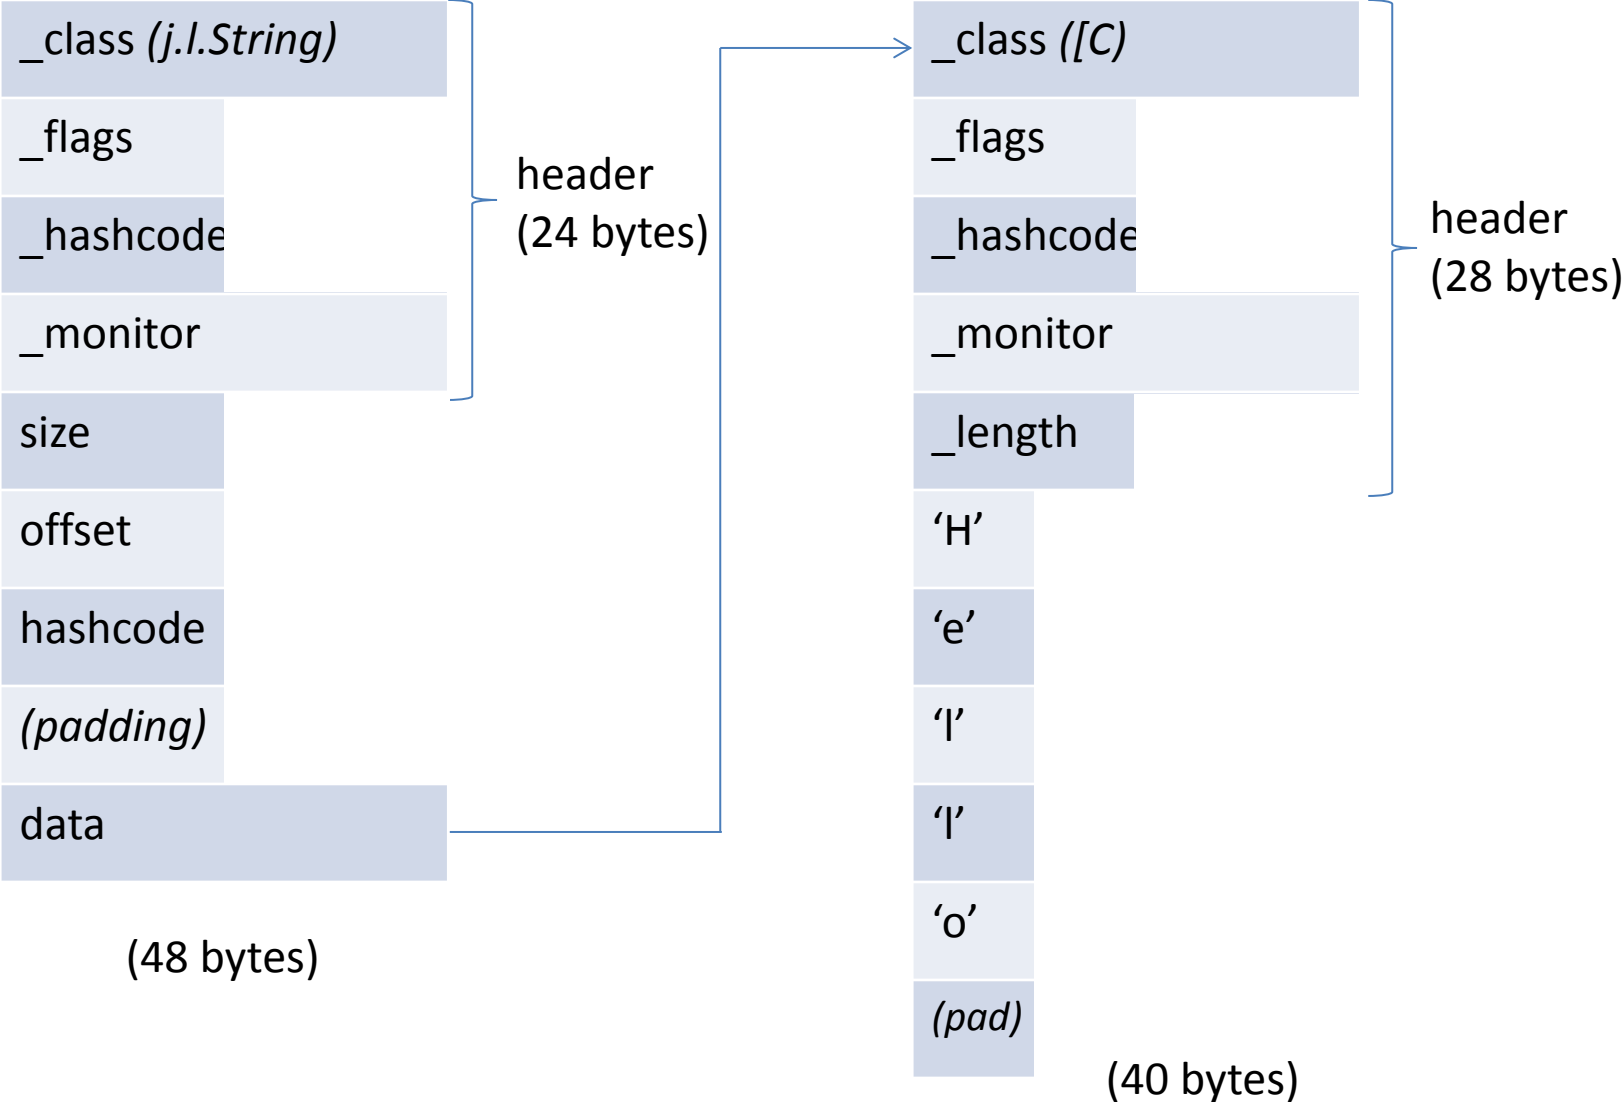 _class (j.l.String)
_flags
_hashcode
_monitor
size
offset
hashcode
(padding)
data
(48 bytes)
header
(24 bytes)
_class ([C)
_flags
_hashcode
_monitor
_length
‘H’
‘e’
‘l’
‘l’
‘o’
(pad)
(40 bytes)
header
(28 bytes)